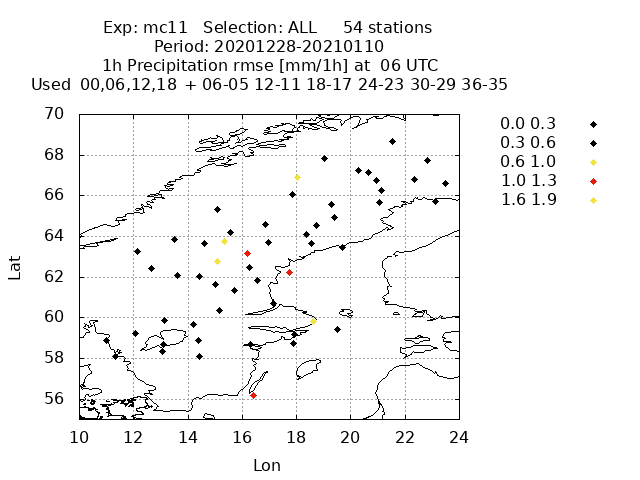 Exp: mc11 Selection: ALL 54 stations
Period: 20201228-20210110
1h Precipitation rmse [mm/1h] at 06 UTC
Used 00,06,12,18 + 06-05 12-11 18-17 24-23 30-29 36-35
70
68
66
64
62
60
58
56
Lat
10 12 14 16 18 20 22 24
Lon
0.0 0.3
0.3 0.6
0.6 1.0
1.0 1.3
1.6 1.9